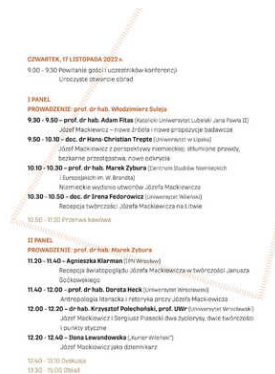 CZWARTEK, 17 LISTOPADA 2022 r.
9:00 - 9:30 Powitanie gości i uczestników konferencji
Uroczyste otwarcie obrad
I PANEL
PROWADZENIE: prof. dr hab. Włodzimierz Suleja
9.30 - 9.50 – prof. dr hab. Adam Fitas (Katolicki Uniwersytet Lubelski Jana Pawła II)
Józef Mackiewicz – nowe źródła i nowe propozycje badawcze
9.50 - 10.10 – doc. dr Hans-Christian Trepte (Uniwersytet w Lipsku)
Józef Mackiewicz z perspektywy niemieckiej: stłumione prawdy,
bezkarne przestępstwa, nowe odkrycia
10.10 - 10.30 – prof. dr hab. Marek Zybura (Centrum Studiów Niemieckich
i Europejskich im. W. Brandta)
Niemieckie wydania utworów Józefa Mackiewicza
10.30 - 10.50 – doc. dr Irena Fedorowicz (Uniwersytet Wileński)
Recepcja twórczości Józefa Mackiewicza na Litwie
10.50 - 11.20 Przerwa kawowa
II PANEL
PROWADZENIE: prof. dr hab. Marek Zybura
11.20 - 11.40 – Agnieszka Klarman (IPN Wrocław)
Recepcja światopoglądu Józefa Mackiewicza w twórczości Janusza
Goćkowskiego
11.40 - 12.00 – prof. dr hab. Dorota Heck (Uniwersytet Wrocławski)
Antropologia literacka i retoryka prozy Józefa Mackiewicza
12.00 - 12.20 – dr hab. Krzysztof Polechoński, prof. UWr (Uniwersytet Wrocławski)
Józef Mackiewicz i Sergiusz Piasecki dwa życiorysy, dwie twórczości
i punkty styczne
12.20 - 12.40 – Ilona Lewandowska („Kurier Wileński”)
Józef Mackiewicz jako dziennikarz
12.40 - 13.10 Dyskusja
13.30 - 15.00 Obiad